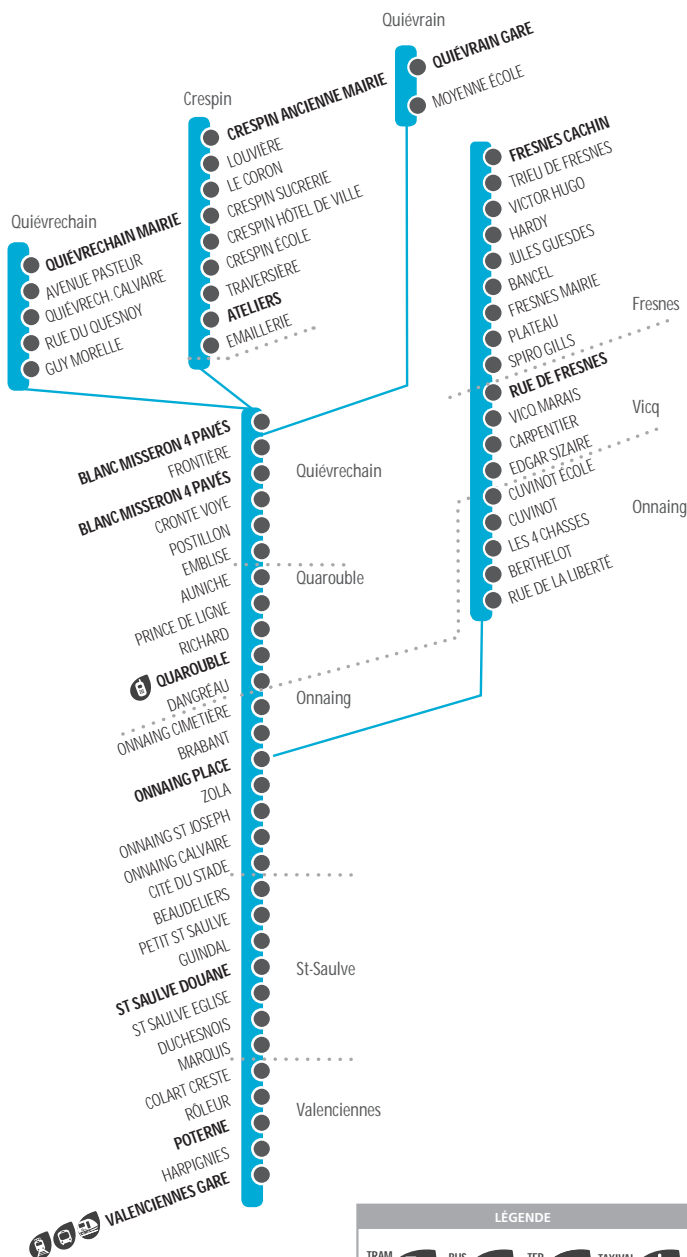 Quiévrain
QUIÉVRAIN GARE
MOYENNE ÉCOLE
Crespin
CRESPIN ANCIENNE MAIRIE
LOUVIÈRE
LE CORON
CRESPIN SUCRERIE
CRESPIN HÔTEL DE VILLE
CRESPIN ÉCOLE
TRAVERSIÈRE
ATELIERS
EMAILLERIE
Quiévrechain
QUIÉVRECHAIN MAIRIE
AVENUE PASTEUR
QUIÉVRECH. CALVAIRE
RUE DU QUESNOY
GUY MORELLE
FRESNES CACHIN
TRIEU DE FRESNES
VICTOR HUGO
HARDY
JULES GUESDES
BANCEL
FRESNES MAIRIE
PLATEAU
SPIRO GILLS
RUE DE FRESNES
VICQ MARAIS
CARPENTIER
EDGAR SIZAIRE
CUVINOT ÉCOLE
CUVINOT
LES 4 CHASSES
BERTHELOT
RUE DE LA LIBERTÉ
Fresnes
Vicq
Onnaing
BLANC MISSERON 4 PAVÉS
FRONTIÈRE
BLANC MISSERON 4 PAVÉS
CRONTE VOYE
POSTILLON
EMBLISE
AUNICHE
PRINCE DE LIGNE
RICHARD
QUAROUBLE
DANGRÉAU
ONNAING CIMETIÈRE
BRABANT
ONNAING PLACE
ZOLA
ONNAING ST JOSEPH
ONNAING CALVAIRE
CITÉ DU STADE
BEAUDELIERS
PETIT ST SAULVE
GUINDAL
ST SAULVE DOUANE
ST SAULVE EGLISE
DUCHESNOIS
MARQUIS
COLART CRESTE
RÔLEUR
POTERNE
HARPIGNIES
VALENCIENNES GARE
Quiévrechain
Quarouble
Onnaing
St-Saulve
Valenciennes
LÉGENDE
TRAM BUS TER TAXIVAL